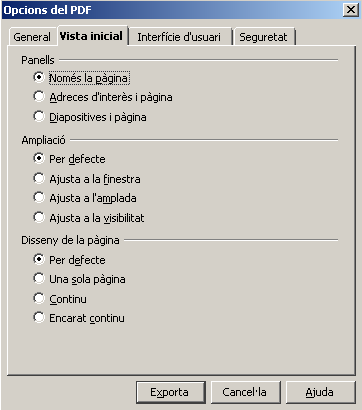 Opcions del PDF
General Vista inicial Interfície d'usuari Seguretat
Panells
Només la pàgina
Adreces d'interès i pàgina
Diapositives i pàgina
Ampliació
Per defecte
Ajusta a la finestra
Ajusta a l'amplada
Ajusta a la visibilitat
Disseny de la pàgina
Per defecte
Una sola pàgina
Continu
Encarat continu
Exporta Cancel·la Ajuda